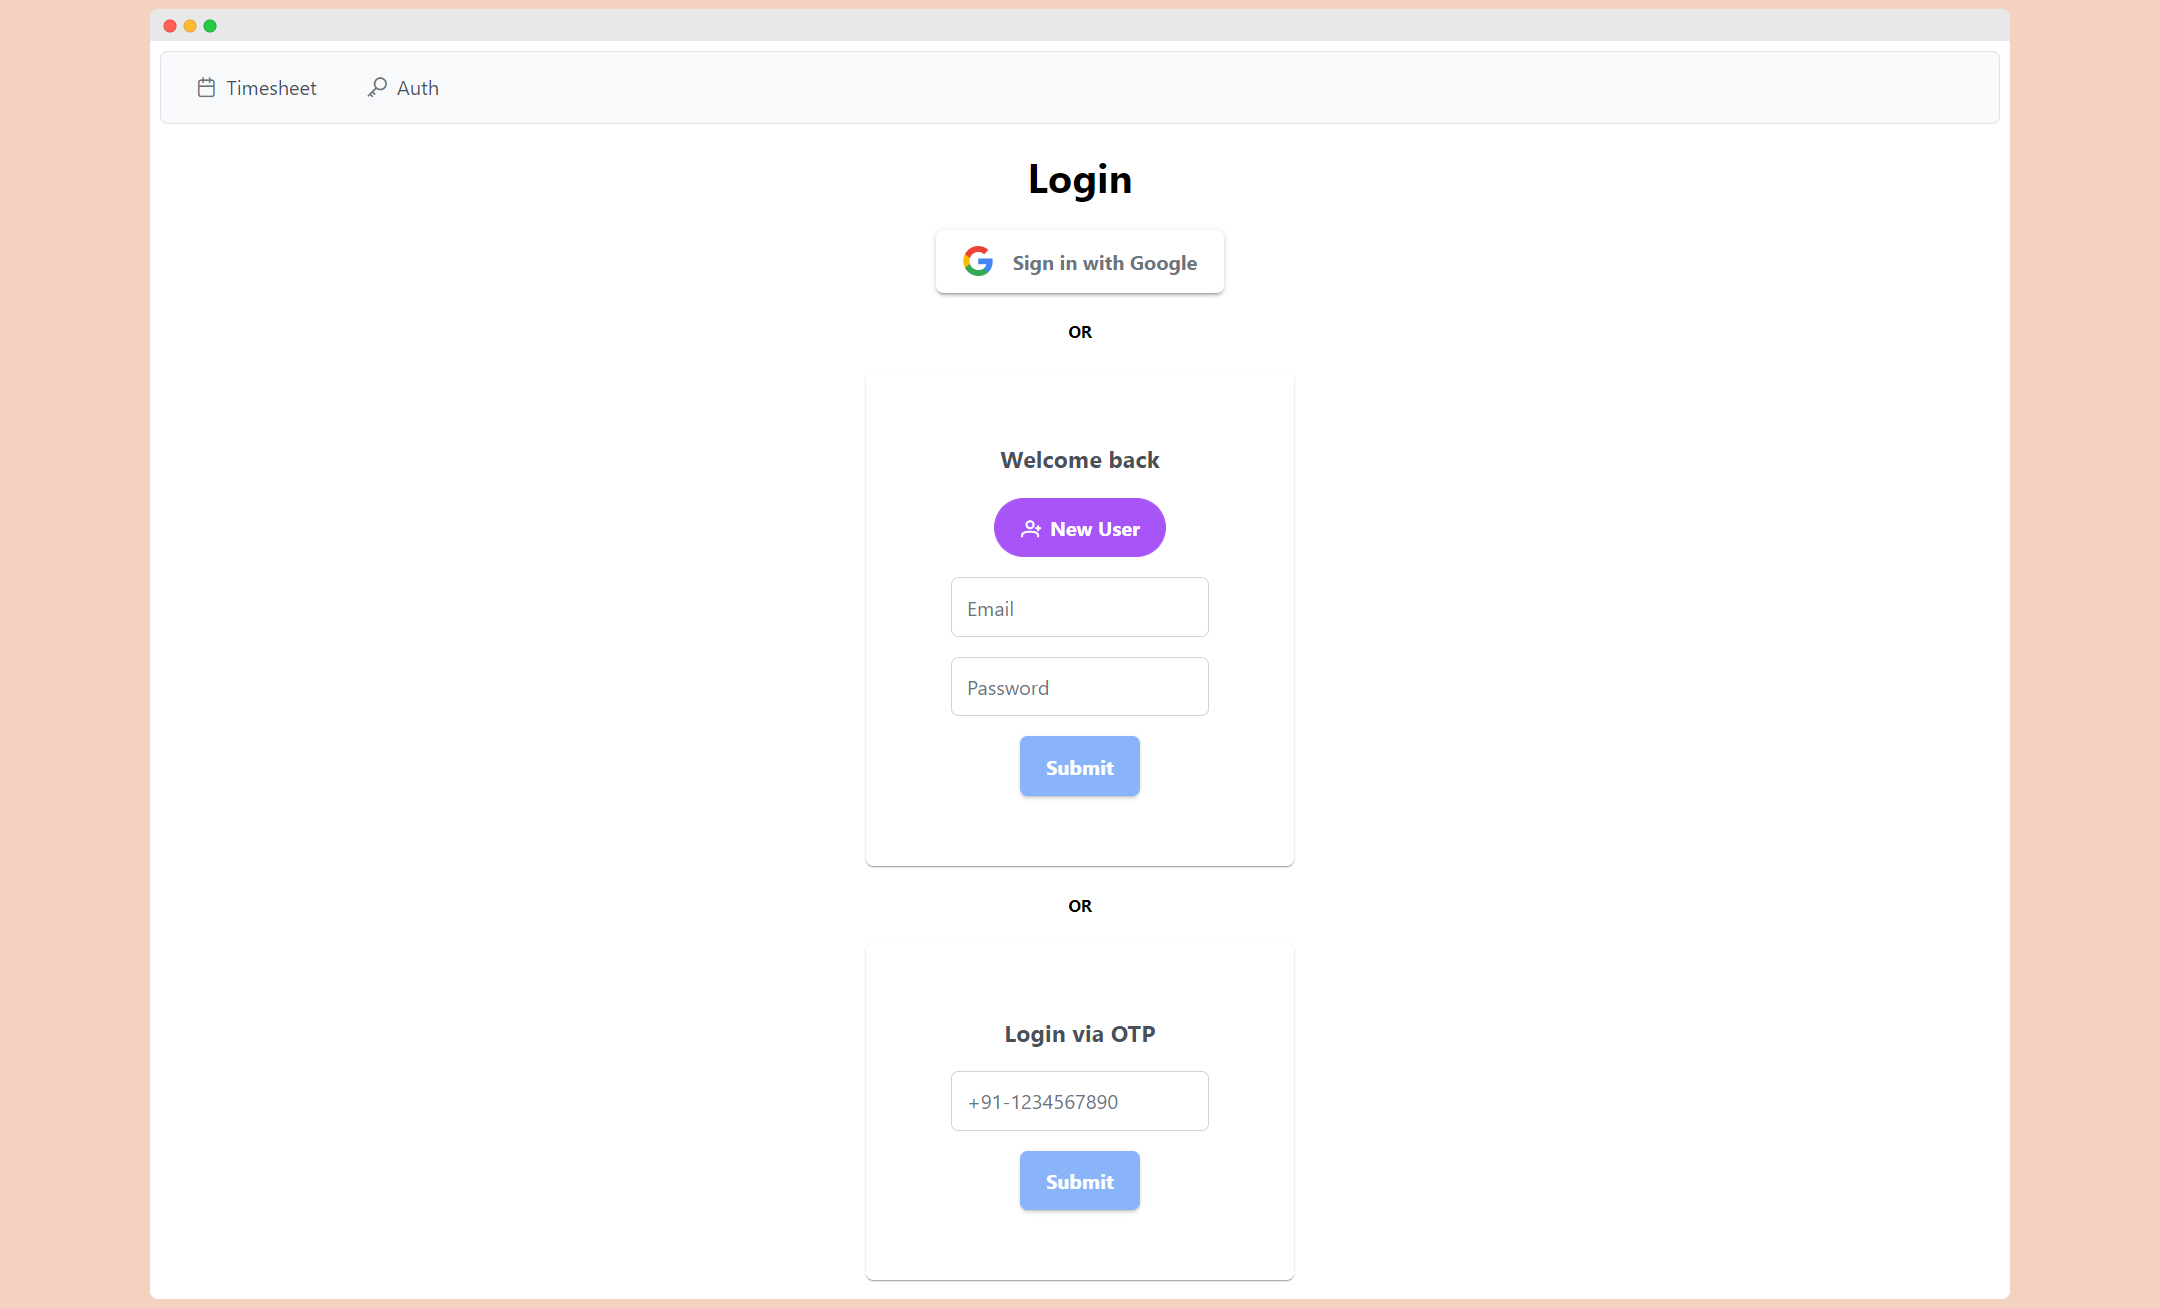 Timesheet
Auth
Login
Sign in with Google
OR
Welcome back
New User
Email
Password
Submit
OR
Login via OTP
+91-1234567890
Submit